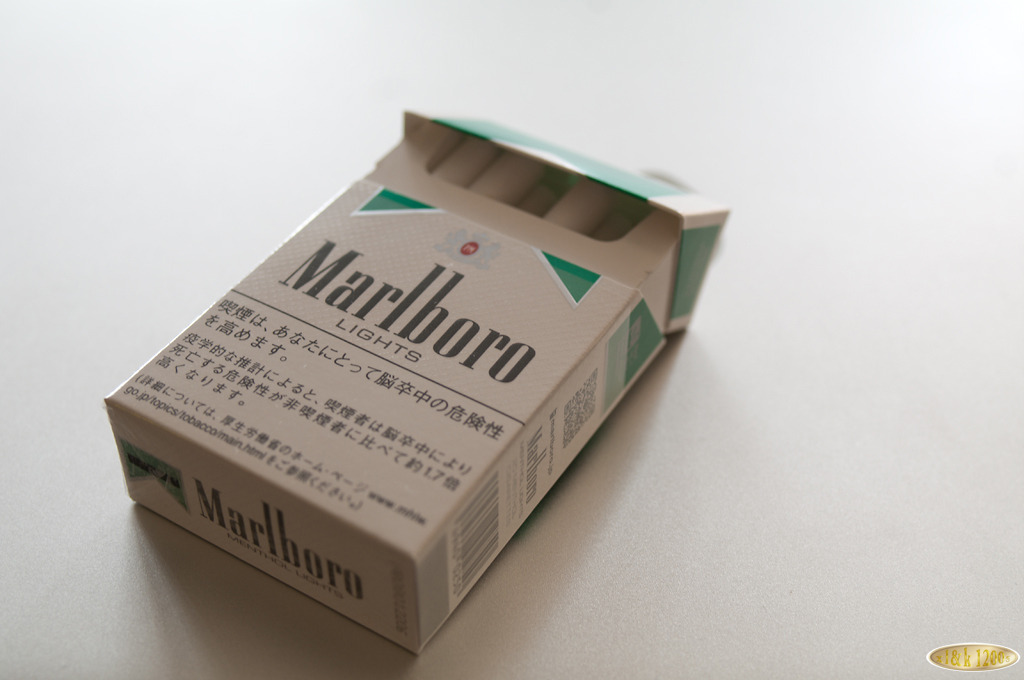 Marlboro
LIGHTS
喫煙は、あなたにとって脳卒中の危険性
を高めます。
疫学的な推計によると、喫煙者は脳卒中により
死亡する危険性が非喫煙者に比べて約1.7倍
高くなります。
(詳細については、厚生労働省のホーム・ページ www.mhlw.
go.jp/topics/tobacco/main.htmlをご参照ください。)
Marlboro
MENTHOL LIGHTS
Marlboro